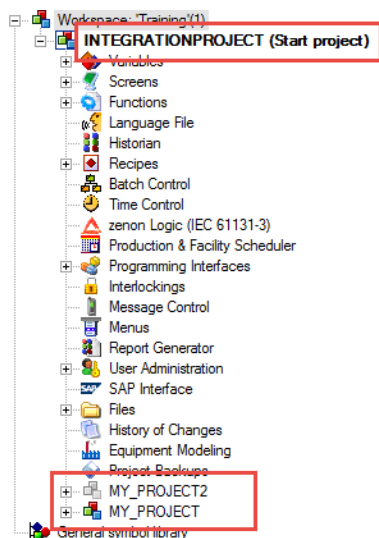 Workspace: 'Training'(1)
INTEGRATIONPROJECT (Start project)
Variables
Screens
Functions
Language File
Historian
Recipes
Batch Control
Time Control
zenon Logic (IEC 61131-3)
Production & Facility Scheduler
Programming Interfaces
Interlockings
Message Control
Menus
Report Generator
User Administration
SAP Interface
Files
History of Changes
Equipment Modeling
Project Backups
MY_PROJECT2
MY_PROJECT
General symbol library